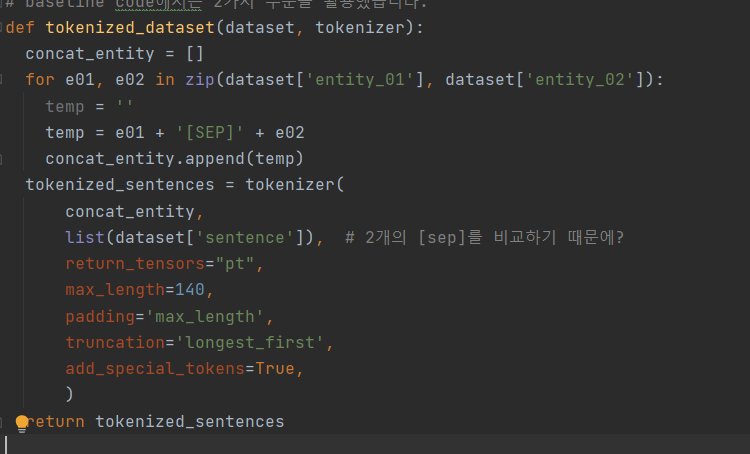 # baseline code에서는 2가지 부분을 활용했습니다.
def tokenized_dataset(dataset, tokenizer):
  concat_entity = []
  for e01, e02 in zip(dataset['entity_01'], dataset['entity_02']):
    temp = ''
    temp = e01 + '[SEP]' + e02
    concat_entity.append(temp)
  tokenized_sentences = tokenizer(
      concat_entity,
      list(dataset['sentence']),  # 2개의 [sep]를 비교하기 때문에?
      return_tensors="pt",
      max_length=140,
      padding='max_length',
      truncation='longest_first',
      add_special_tokens=True,
      )
  return tokenized_sentences